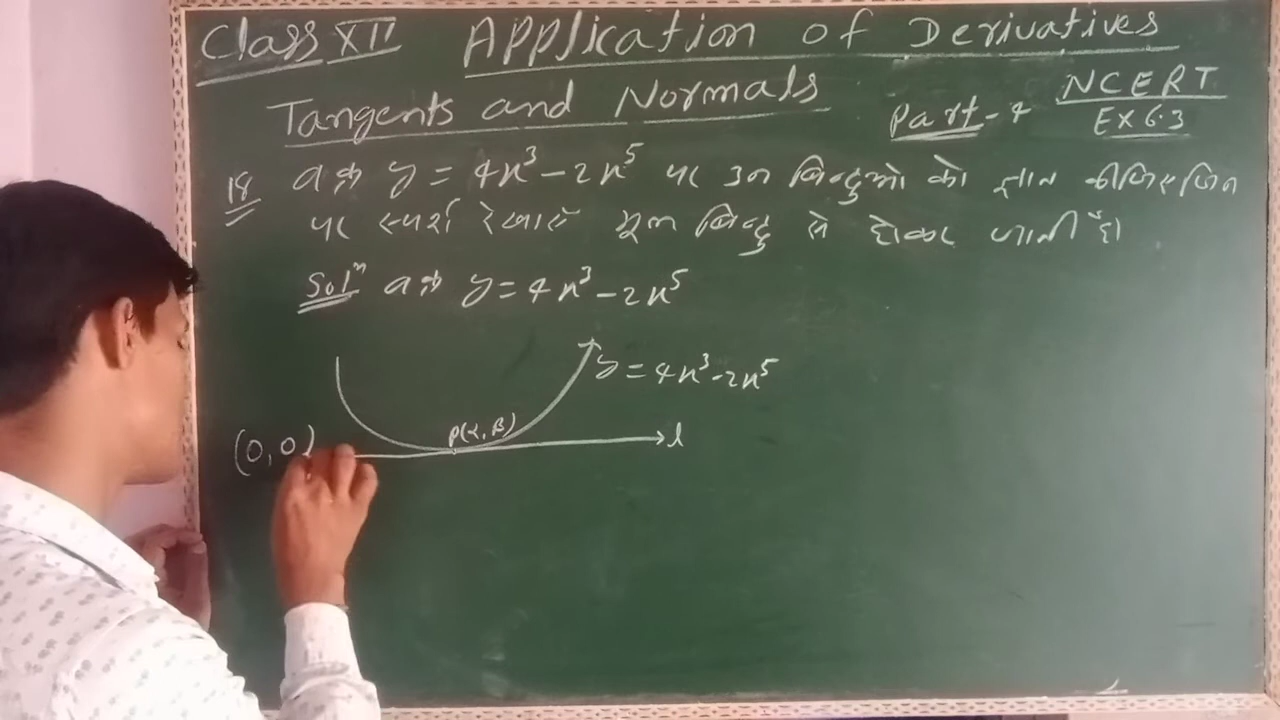 Class XII Application of Derivatives
Tangents and Normals
Part-4
NCERT
EX 6.3
18 वक्र y = 4x³ - 2x⁵ पर उन बिन्दुओं को ज्ञात कीजिए जिन
पर स्पर्श रेखाएँ मूल बिन्दु से होकर जाती हैं।
Solⁿ वक्र y = 4x³ - 2x⁵
y = 4x³ - 2x⁵
P(α, β)
(0,0)
l